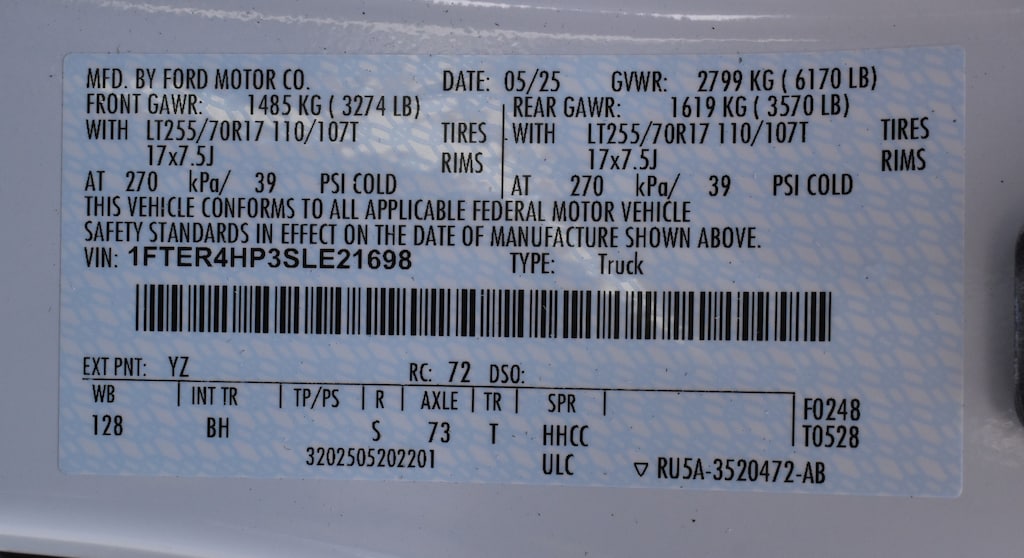 MFD. BY FORD MOTOR CO. DATE: 05/25 GVWR: 2799 KG ( 6170 LB)
FRONT GAWR: 1485 KG ( 3274 LB) REAR GAWR: 1619 KG ( 3570 LB)
WITH LT255/70R17 110/107T TIRES WITH LT255/70R17 110/107T TIRES
17x7.5J RIMS 17x7.5J RIMS
AT 270 kPa/ 39 PSI COLD AT 270 kPa/ 39 PSI COLD
THIS VEHICLE CONFORMS TO ALL APPLICABLE FEDERAL MOTOR VEHICLE
SAFETY STANDARDS IN EFFECT ON THE DATE OF MANUFACTURE SHOWN ABOVE.
VIN: 1FTER4HP3SLE21698 TYPE: Truck
EXT PNT: YZ RC: 72 DSO:
WB INT TR TP/PS R AXLE TR SPR F0248
128 BH S 73 T HHCC T0528
3202505202201 ULC ▽ RU5A-3520472-AB